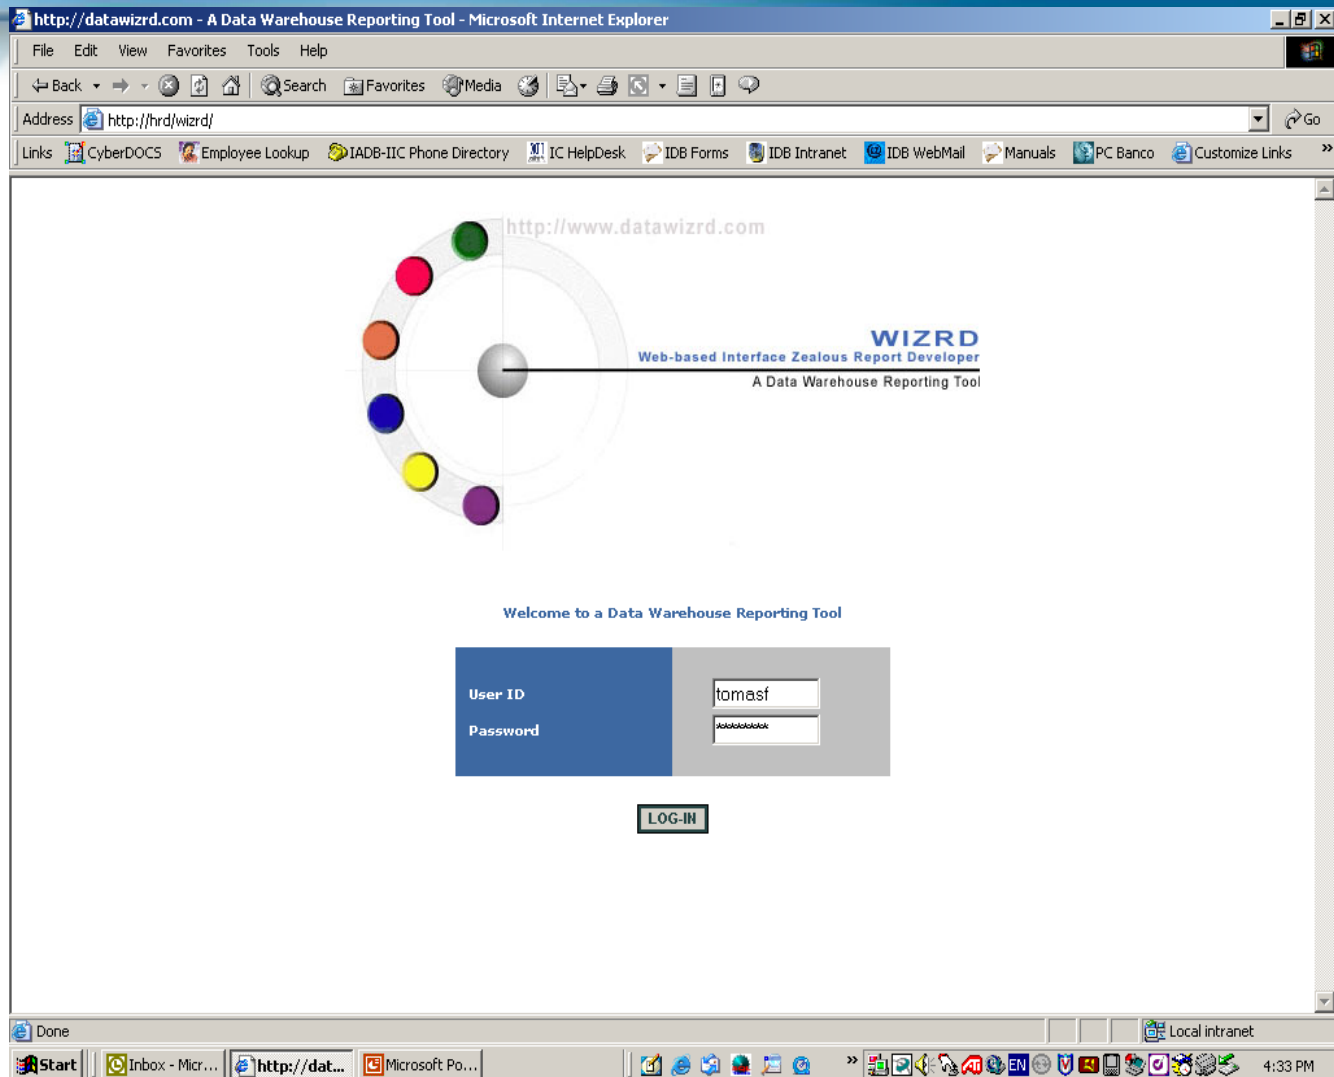 http://datawizrd.com - A Data Warehouse Reporting Tool - Microsoft Internet Explorer
File Edit View Favorites Tools Help
Back Search Favorites Media
Address http://hrd/wizrd/ Go
Links CyberDOCS Employee Lookup IADB-IIC Phone Directory IC HelpDesk IDB Forms IDB Intranet IDB WebMail Manuals PC Banco Customize Links »
http://www.datawizrd.com
WIZRD
Web-based Interface Zealous Report Developer
A Data Warehouse Reporting Tool
Welcome to a Data Warehouse Reporting Tool
User ID tomasf
Password *********
LOG-IN
Done Local intranet
Start Inbox - Micr... http://dat... Microsoft Po... » EN 4:33 PM